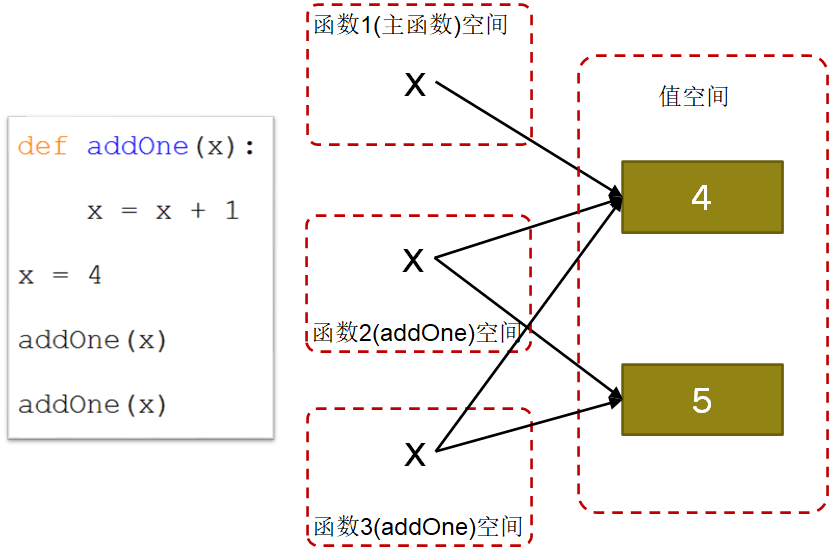 def addOne(x):
x = x + 1
x = 4
addOne(x)
addOne(x)
函数1(主函数)空间
x
函数2(addOne)空间
x
函数3(addOne)空间
x
值空间
4
5